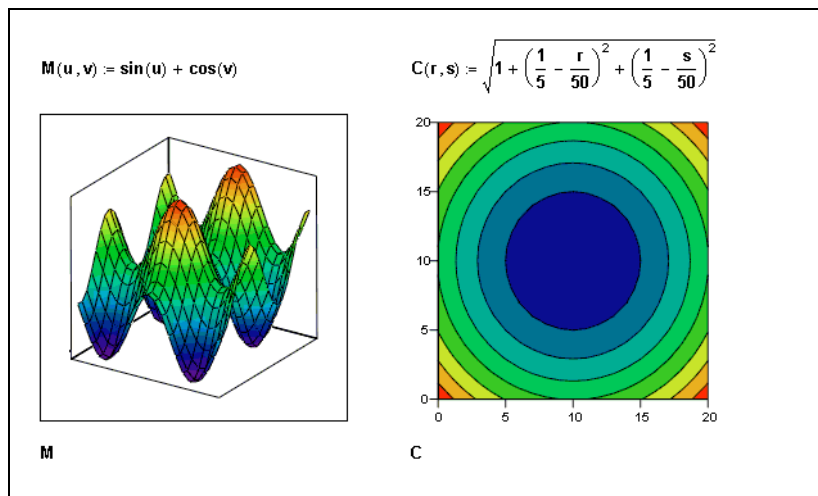 M(u,v) := sin(u) + cos(v)
C(r,s) := √(1 + (1/5 - r/50)^2 + (1/5 - s/50)^2)
20
15
10
5
0
0 5 10 15 20
M
C